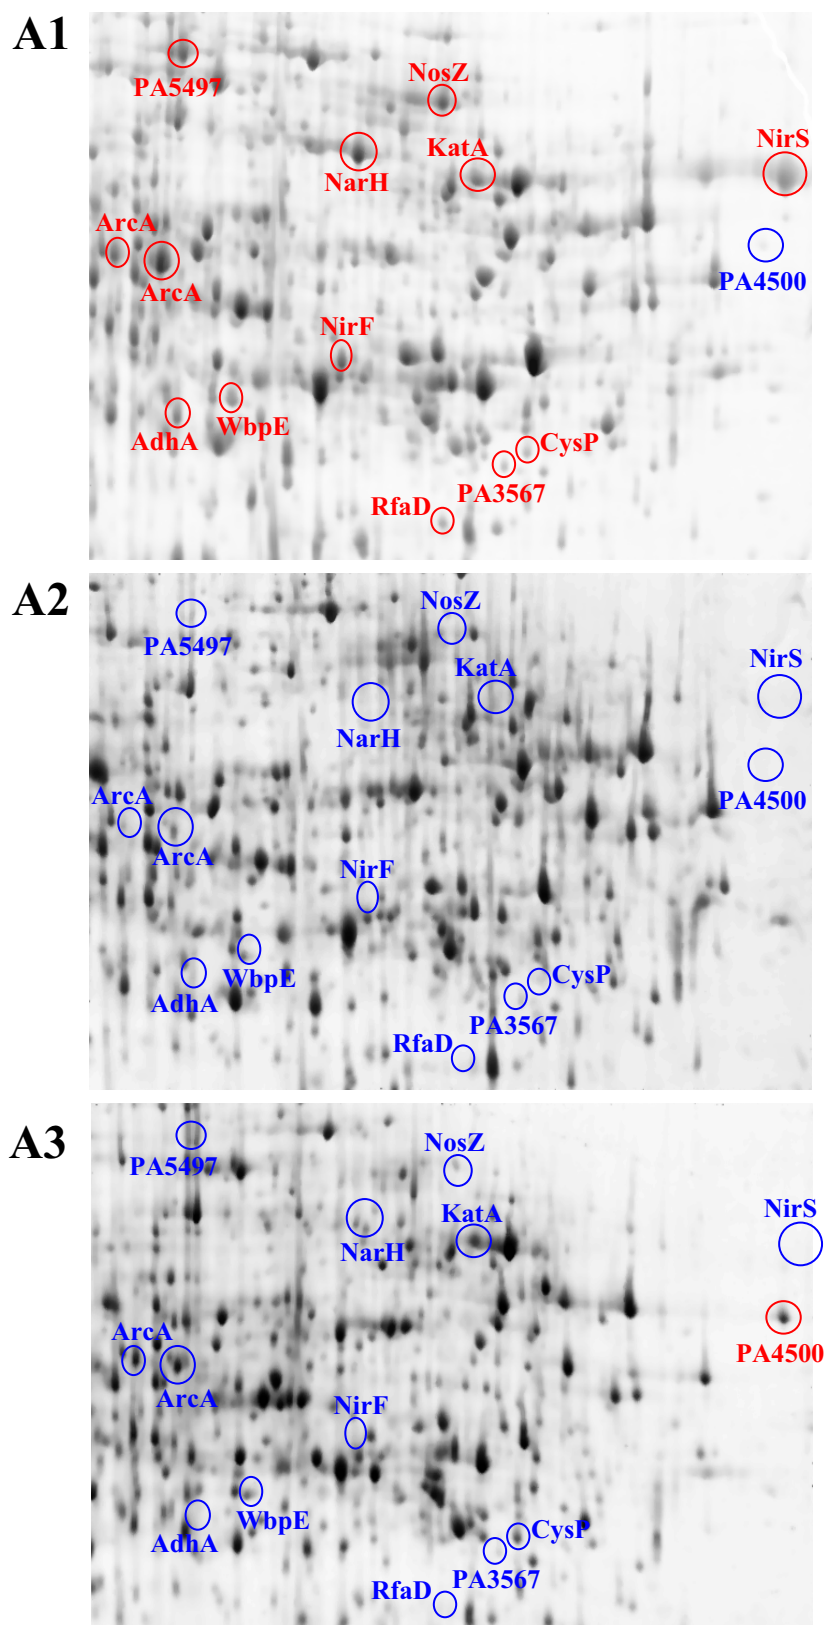 A1
PA5497
NosZ
NarH
KatA
NirS
ArcA
ArcA
PA4500
NirF
AdhA
WbpE
CysP
PA3567
RfaD
A2
PA5497
NosZ
KatA
NirS
NarH
PA4500
ArcA
ArcA
NirF
WbpE
AdhA
CysP
PA3567
RfaD
A3
PA5497
NosZ
KatA
NirS
NarH
ArcA
ArcA
PA4500
NirF
WbpE
AdhA
CysP
PA3567
RfaD